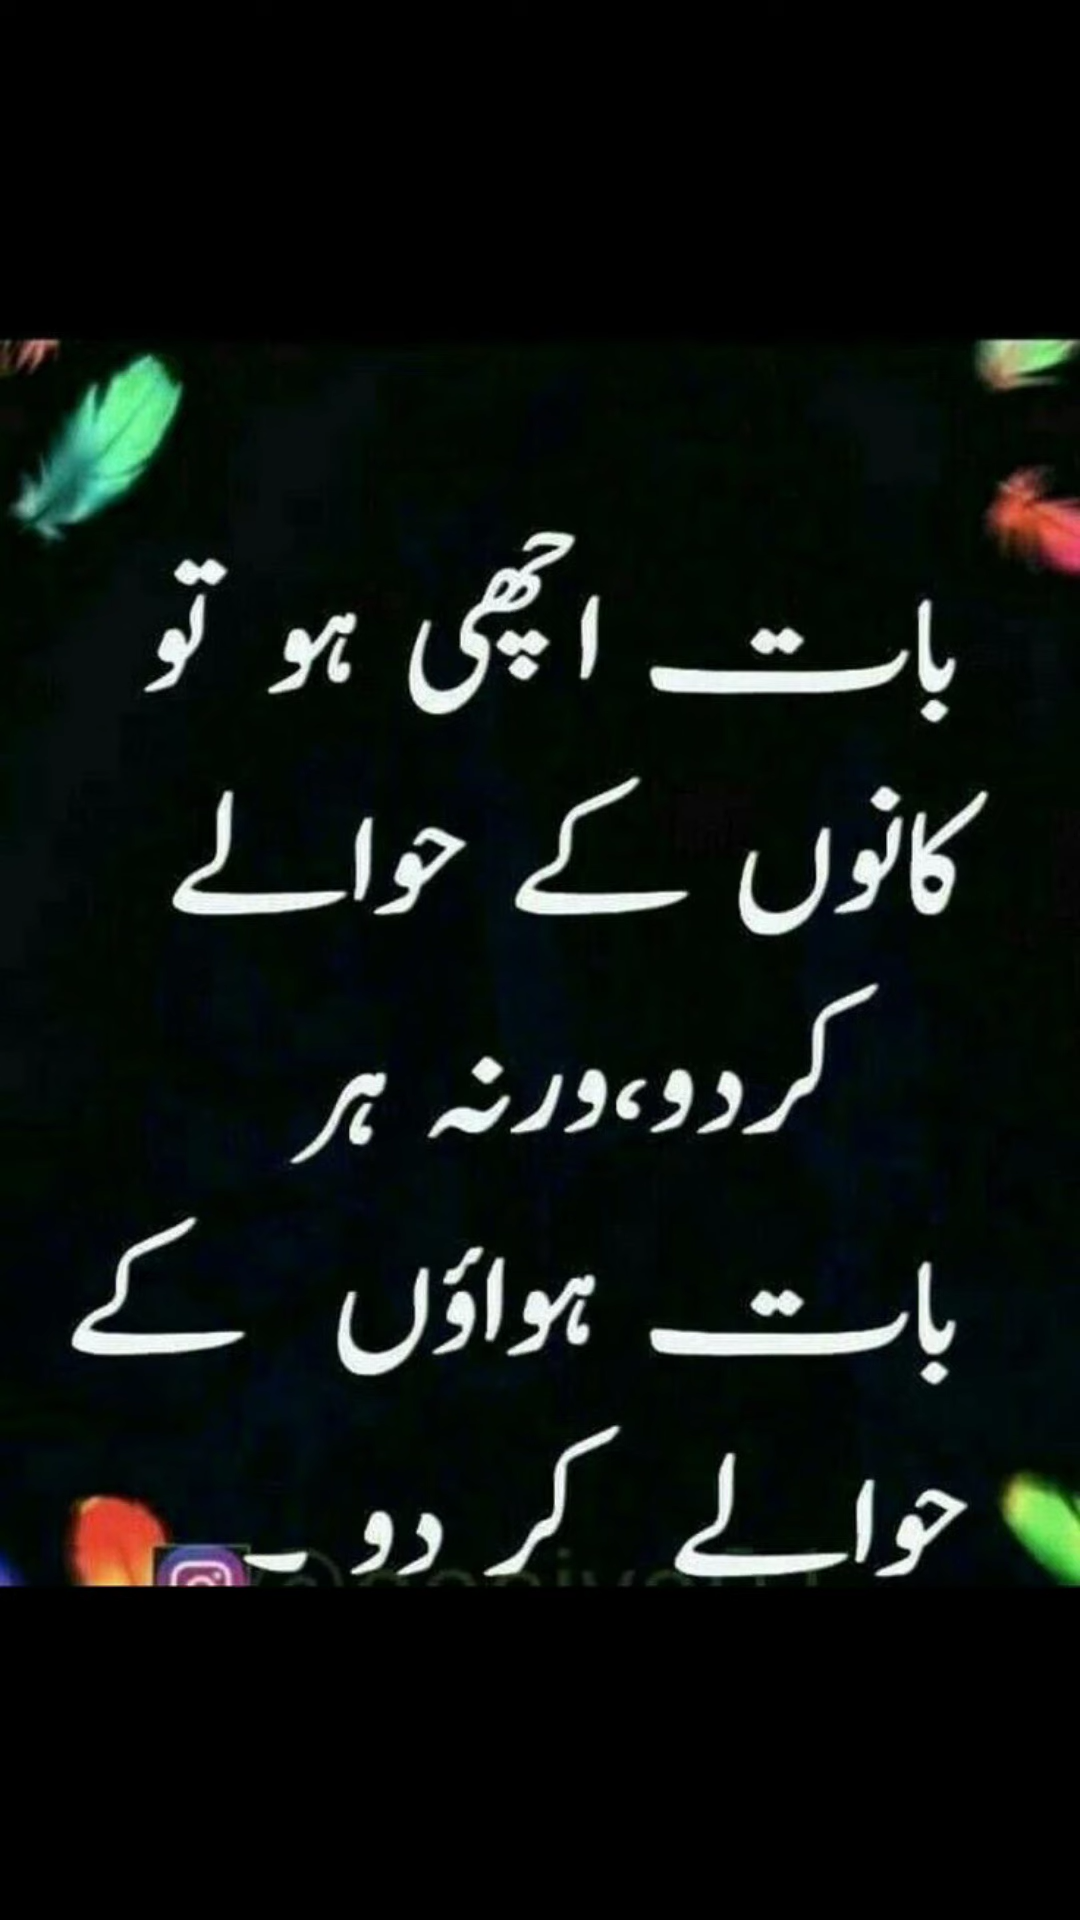 بات اچھی ہو تو
کانوں کے حوالے
کردو،ورنہ ہر
بات ہواؤں کے
حوالے کر دو ۔